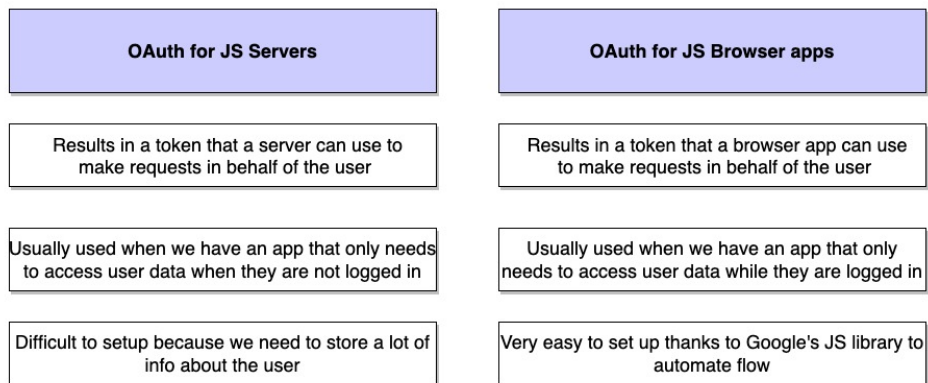 OAuth for JS Servers
OAuth for JS Browser apps
Results in a token that a server can use to
make requests in behalf of the user
Results in a token that a browser app can use
to make requests in behalf of the user
Usually used when we have an app that only needs
to access user data when they are not logged in
Usually used when we have an app that only
needs to access user data while they are logged in
Difficult to setup because we need to store a lot of
info about the user
Very easy to set up thanks to Google's JS library to
automate flow